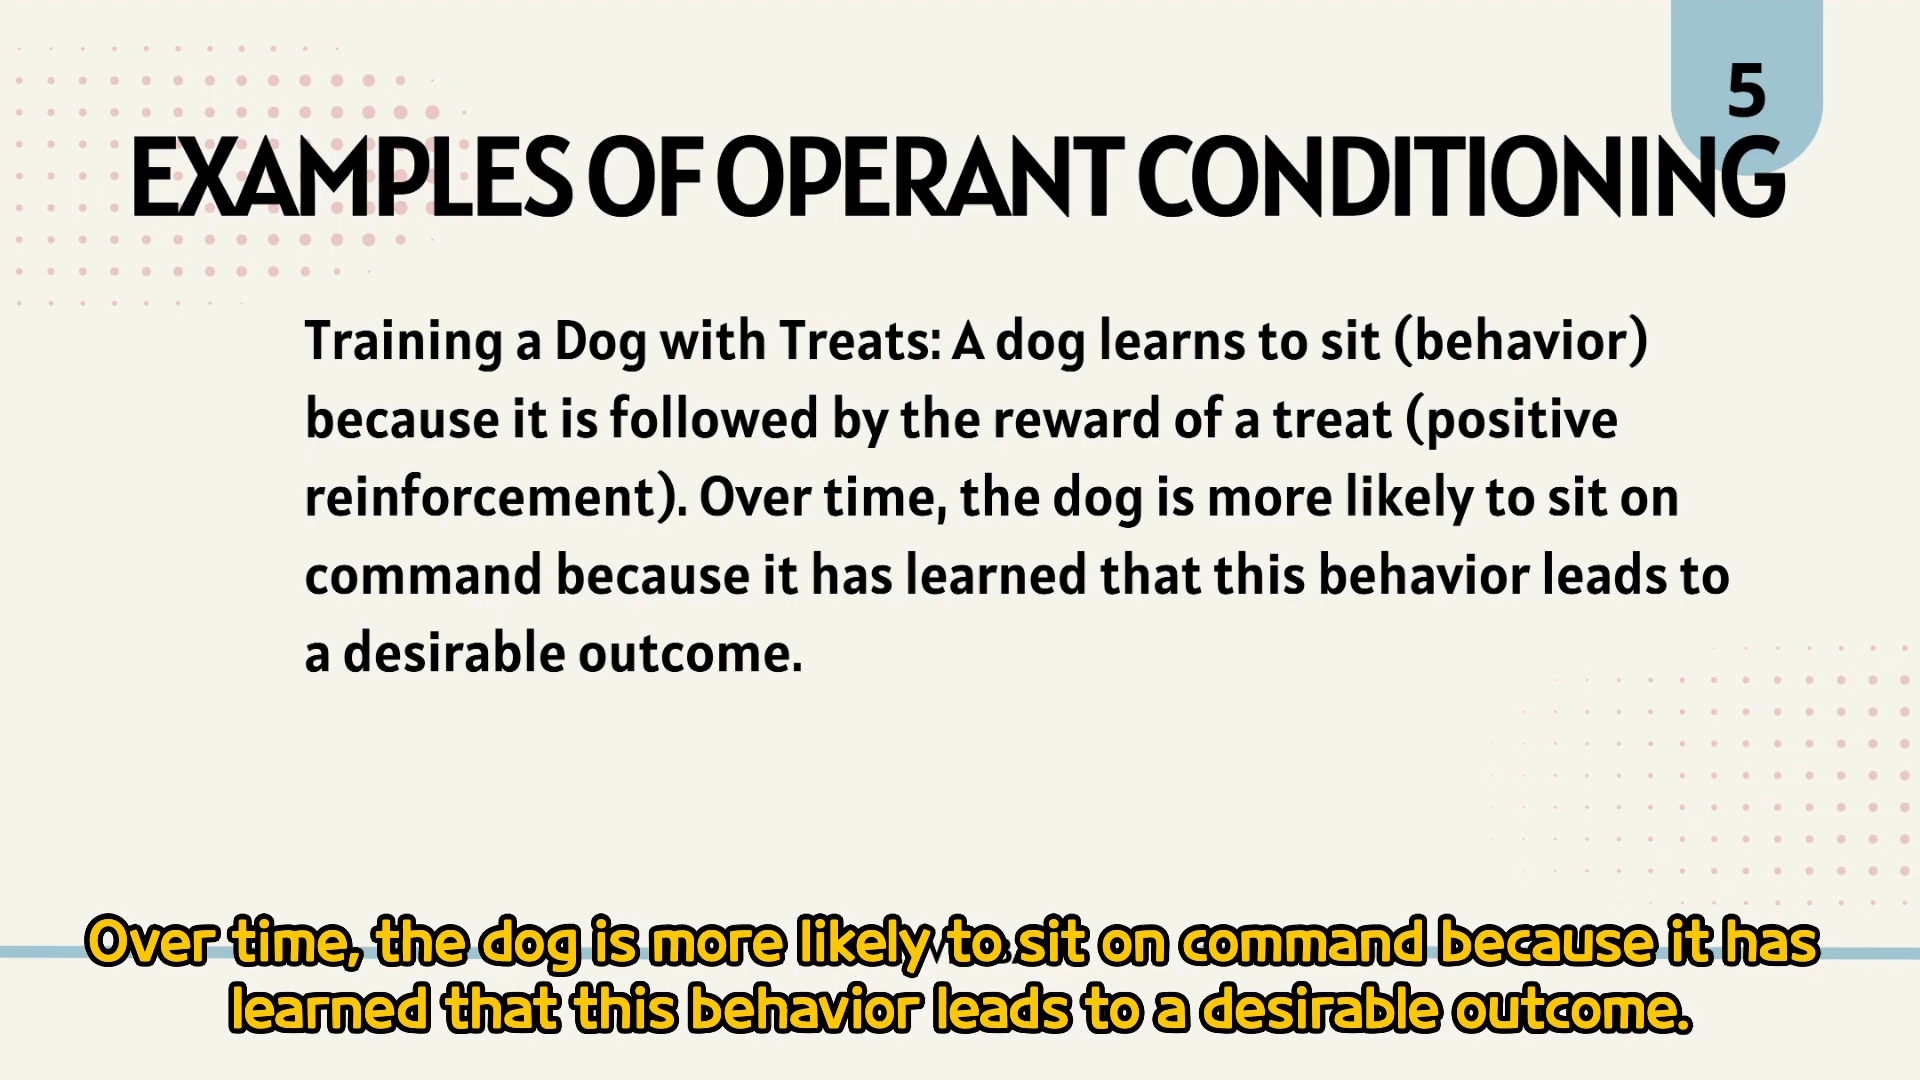 5
EXAMPLES OF OPERANT CONDITIONING
Training a Dog with Treats: A dog learns to sit (behavior)
because it is followed by the reward of a treat (positive
reinforcement). Over time, the dog is more likely to sit on
command because it has learned that this behavior leads to
a desirable outcome.
Over time, the dog is more likely to sit on command because it has
learned that this behavior leads to a desirable outcome.